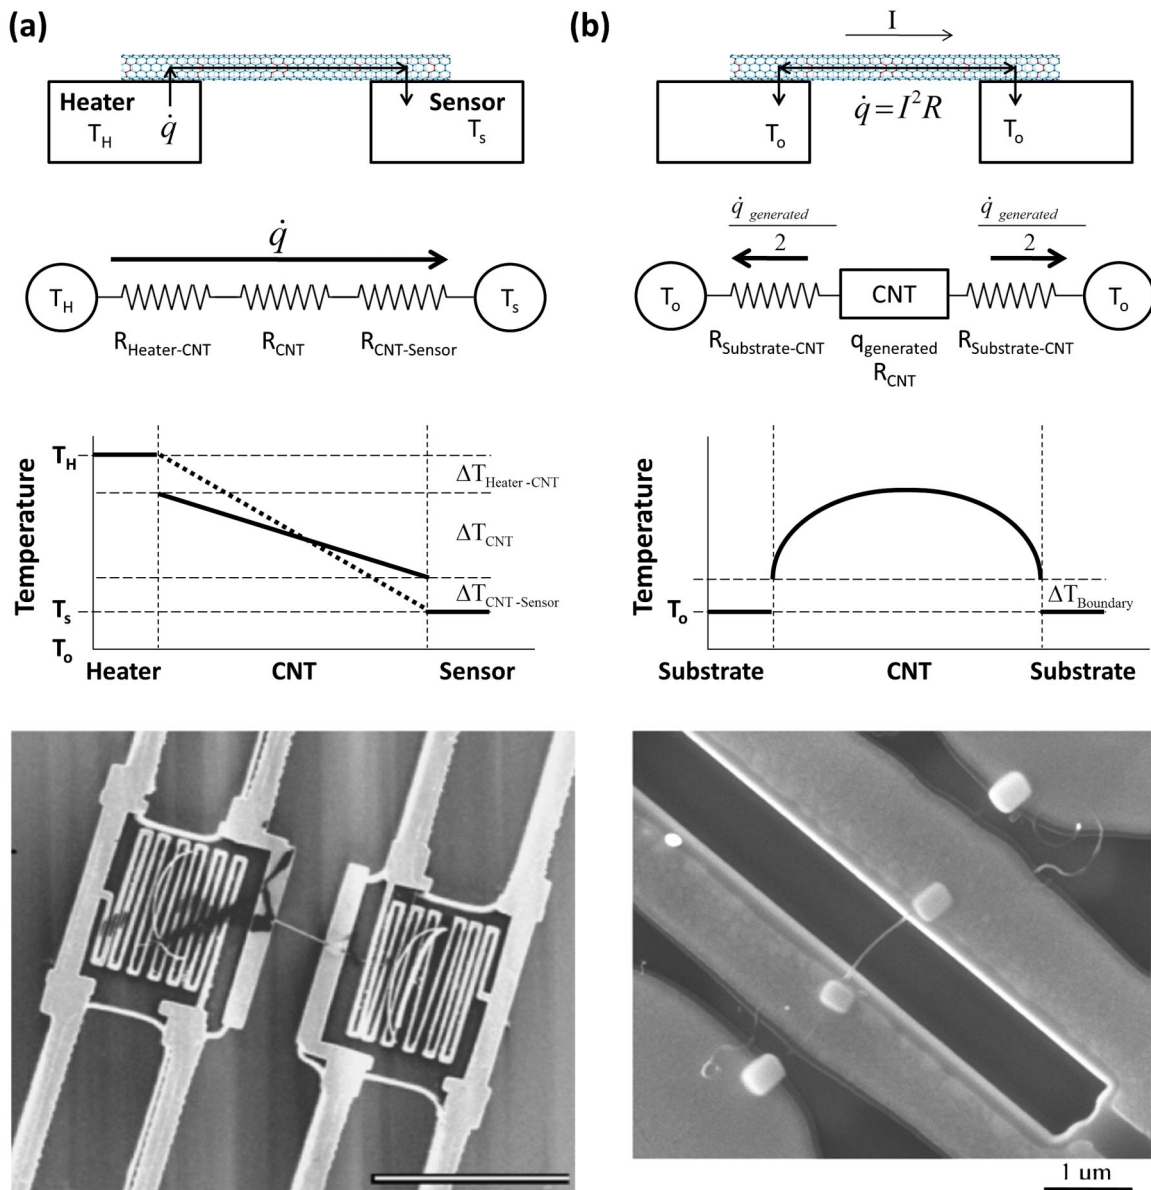 (a)
Heater
T_H
q̇
Sensor
T_s
q̇
T_H
T_s
R_Heater-CNT
R_CNT
R_CNT-Sensor
Temperature
T_H
T_s
T_o
ΔT_Heater-CNT
ΔT_CNT
ΔT_CNT-Sensor
Heater
CNT
Sensor
(b)
I
T_o
q̇ = I²R
T_o
q̇_generated / 2
q̇_generated / 2
T_o
CNT
T_o
R_Substrate-CNT
q_generated
R_CNT
R_Substrate-CNT
Temperature
T_o
ΔT_Boundary
Substrate
CNT
Substrate
1 um